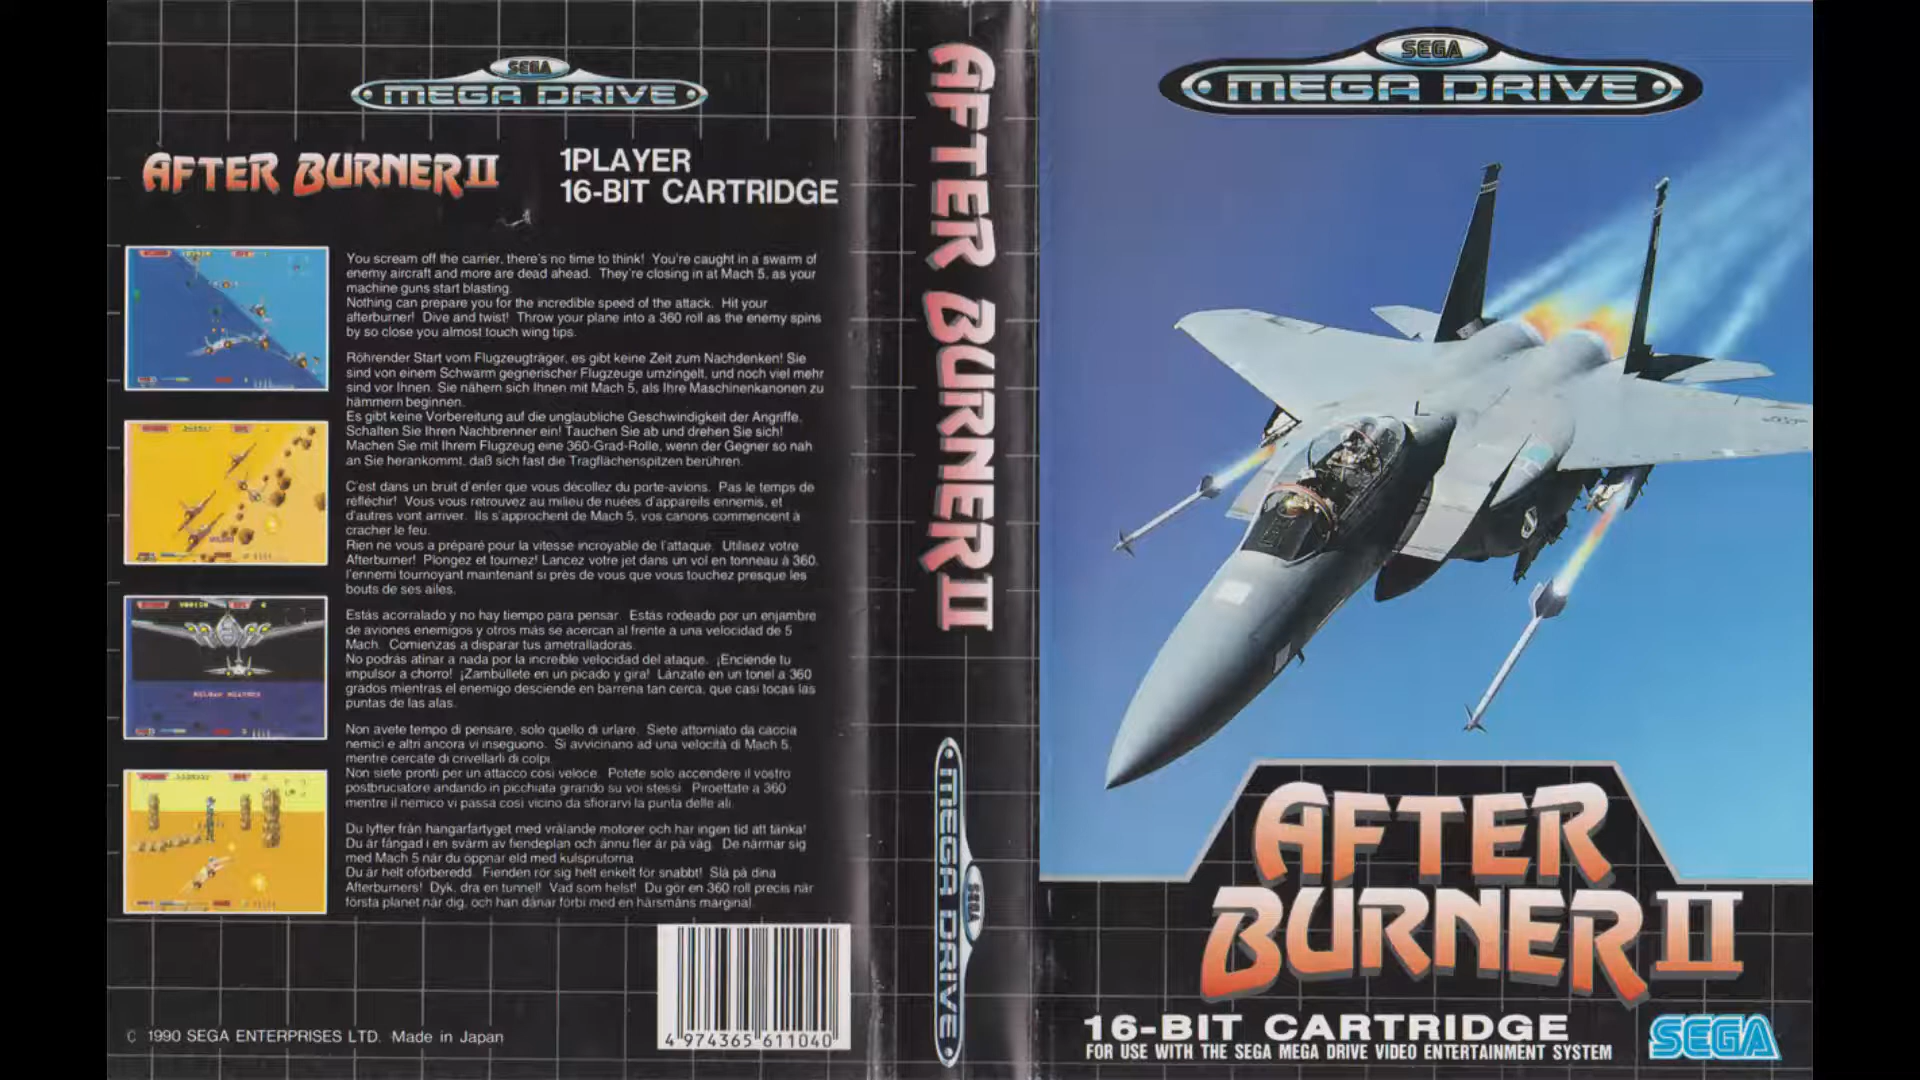 SEGA
MEGA DRIVE
AFTER BURNER II
1PLAYER
16-BIT CARTRIDGE
You scream off the carrier, there's no time to think! You're caught in a swarm of
enemy aircraft and more are dead ahead. They're closing in at Mach 5, as your
machine guns start blasting.
Nothing can prepare you for the incredible speed of the attack. Hit your
afterburner! Dive and twist! Throw your plane into a 360 roll as the enemy spins
by so close you almost touch wing tips.
Röhrender Start vom Flugzeugträger, es gibt keine Zeit zum Nachdenken! Sie
sind von einem Schwarm gegnerischer Flugzeuge umzingelt, und noch viel mehr
sind vor Ihnen. Sie nähern sich Ihnen mit Mach 5, als Ihre Maschinenkanonen zu
hämmern beginnen.
Es gibt keine Vorbereitung auf die unglaubliche Geschwindigkeit der Angriffe.
Schalten Sie Ihren Nachbrenner ein! Tauchen Sie ab und drehen Sie sich!
Machen Sie mit Ihrem Flugzeug eine 360-Grad-Rolle, wenn der Gegner so nah
an Sie herankommt, daß sich fast die Tragflächenspitzen berühren.
C'est dans un bruit d'enfer que vous décollez du porte-avions. Pas le temps de
réfléchir! Vous vous retrouvez au milieu de nuées d'appareils ennemis, et
d'autres vont arriver. Ils s'approchent de Mach 5, vos canons commencent à
cracher le feu.
Rien ne vous a préparé pour la vitesse incroyable de l'attaque. Utilisez votre
Afterburner! Plongez et tournez! Lancez votre jet dans un vol en tonneau à 360,
l'ennemi tournoyant maintenant si près de vous que vous touchez presque les
bouts de ses ailes.
Estás acorralado y no hay tiempo para pensar. Estás rodeado por un enjambre
de aviones enemigos y otros más se acercan al frente a una velocidad de 5
Mach. Comienzas a disparar tus ametralladoras.
No podrás atinar a nada por la increíble velocidad del ataque. ¡Enciende tu
impulsor a chorro! ¡Zambúllete en un picado y gira! Lánzate en un tonel a 360
grados mientras el enemigo desciende en barrena tan cerca, que casi tocas las
puntas de las alas.
Non avete tempo di pensare, solo quello di urlare. Siete attorniato da caccia
nemici e altri ancora vi inseguono. Si avvicinano ad una velocità di Mach 5,
mentre cercate di crivellarli di colpi.
Non siete pronti per un attacco così veloce. Potete solo accendere il vostro
postbruciatore andando in picchiata girando su voi stessi. Piroettate a 360
mentre il nemico vi passa così vicino da sfiorarvi la punta delle ali.
Du lyfter från hangarfartyget med vrålande motorer och har ingen tid att tänka!
Du är fångad i en svärm av fiendeplan och ännu fler är på väg. De närmar sig
med Mach 5 när du öppnar eld med kulsprutorna
Du är helt oförberedd. Fienden rör sig helt enkelt för snabbt! Slå på dina
Afterburners! Dyk, dra en tunnel! Vad som helst! Du gör en 360 roll precis när
första planet när dig, och han dånar förbi med en hårsmåns marginal.
© 1990 SEGA ENTERPRISES LTD. Made in Japan
4 974365 611040
AFTER BURNER II
SEGA
MEGA DRIVE
SEGA
MEGA DRIVE
AFTER
BURNER II
16-BIT CARTRIDGE
FOR USE WITH THE SEGA MEGA DRIVE VIDEO ENTERTAINMENT SYSTEM
SEGA